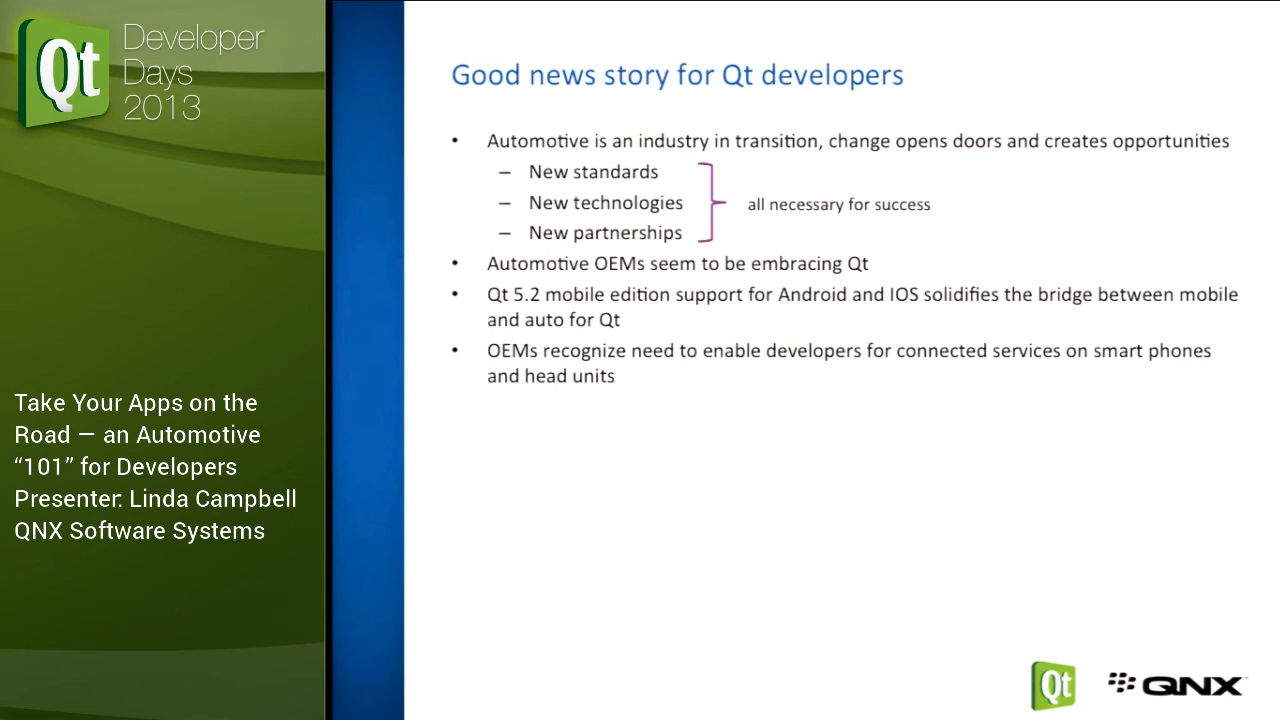 Qt
Developer
Days
2013
Take Your Apps on the
Road — an Automotive
“101” for Developers
Presenter: Linda Campbell
QNX Software Systems
Good news story for Qt developers
• Automotive is an industry in transition, change opens doors and creates opportunities
– New standards
– New technologies
– New partnerships
all necessary for success
• Automotive OEMs seem to be embracing Qt
• Qt 5.2 mobile edition support for Android and IOS solidifies the bridge between mobile
and auto for Qt
• OEMs recognize need to enable developers for connected services on smart phones
and head units
Qt
QNX